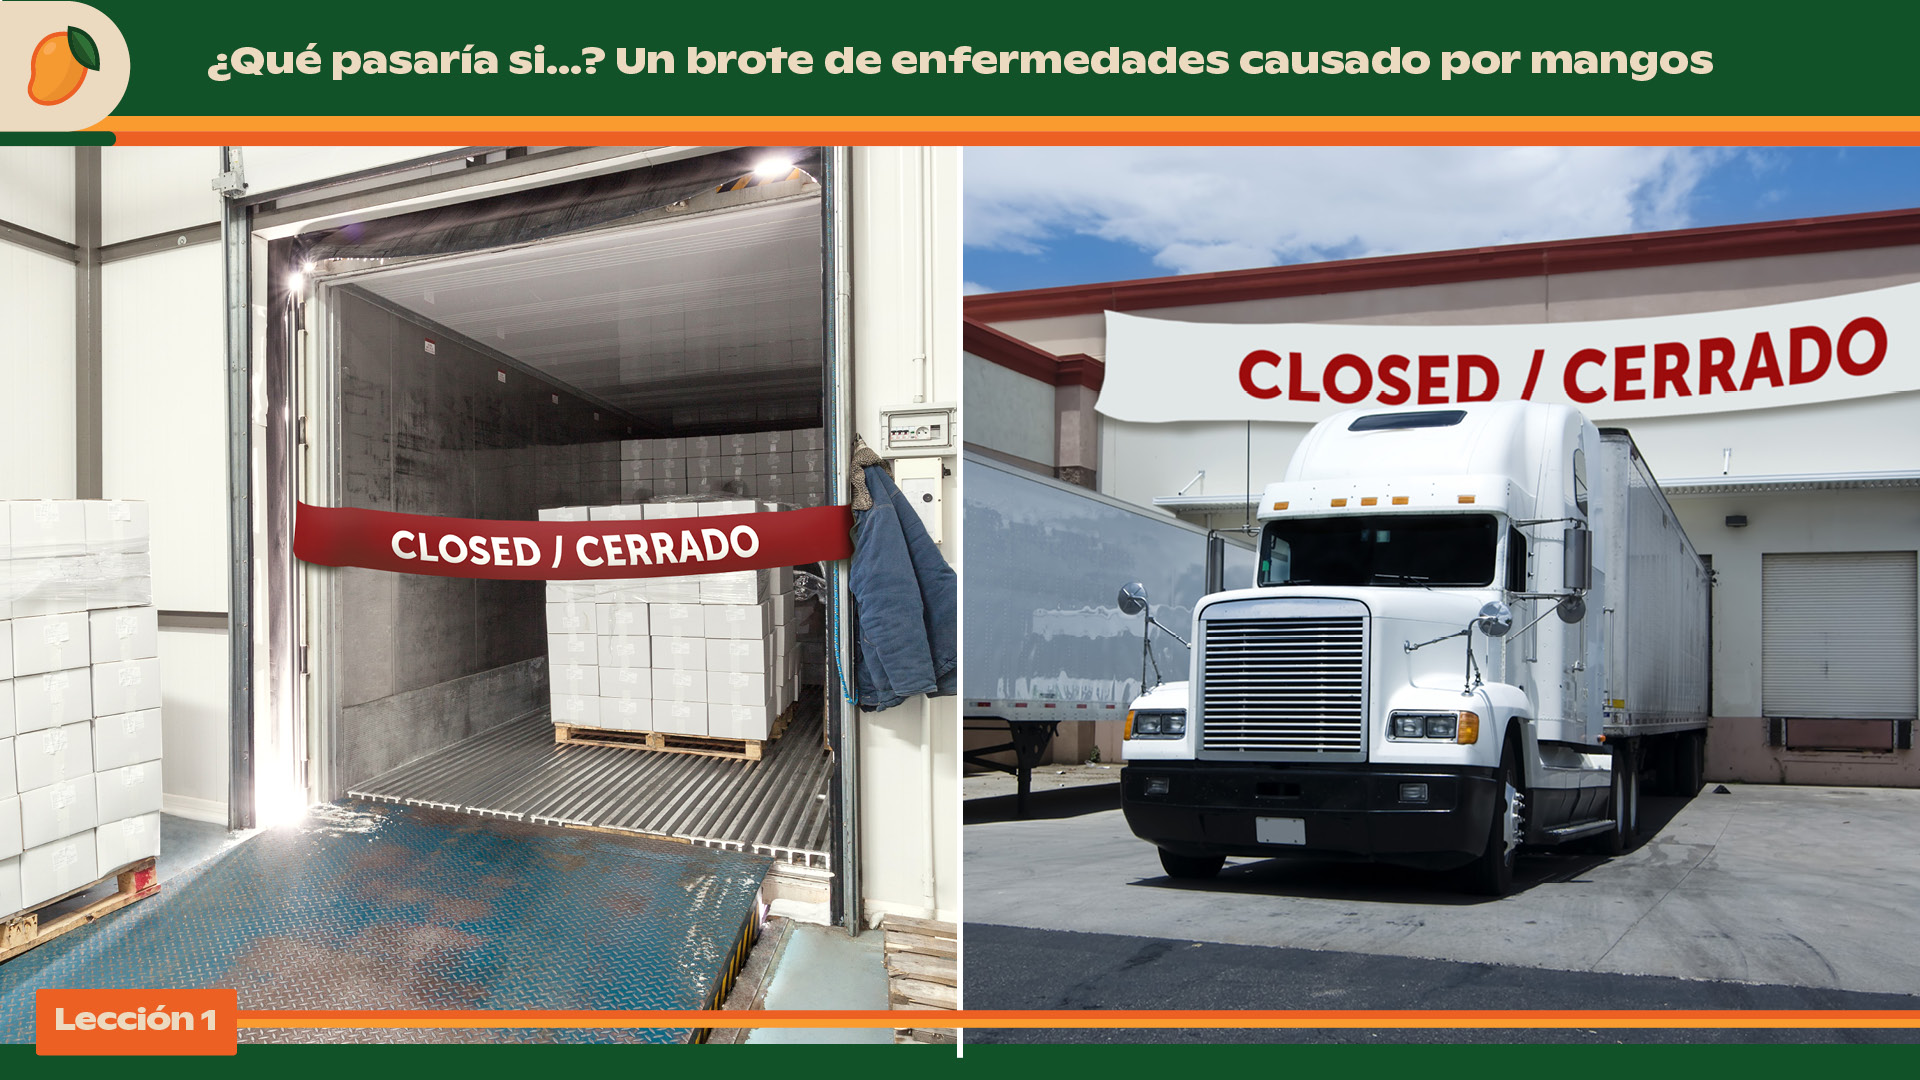 ¿Qué pasaría si...? Un brote de enfermedades causado por mangos
CLOSED / CERRADO
CLOSED / CERRADO
Lección 1